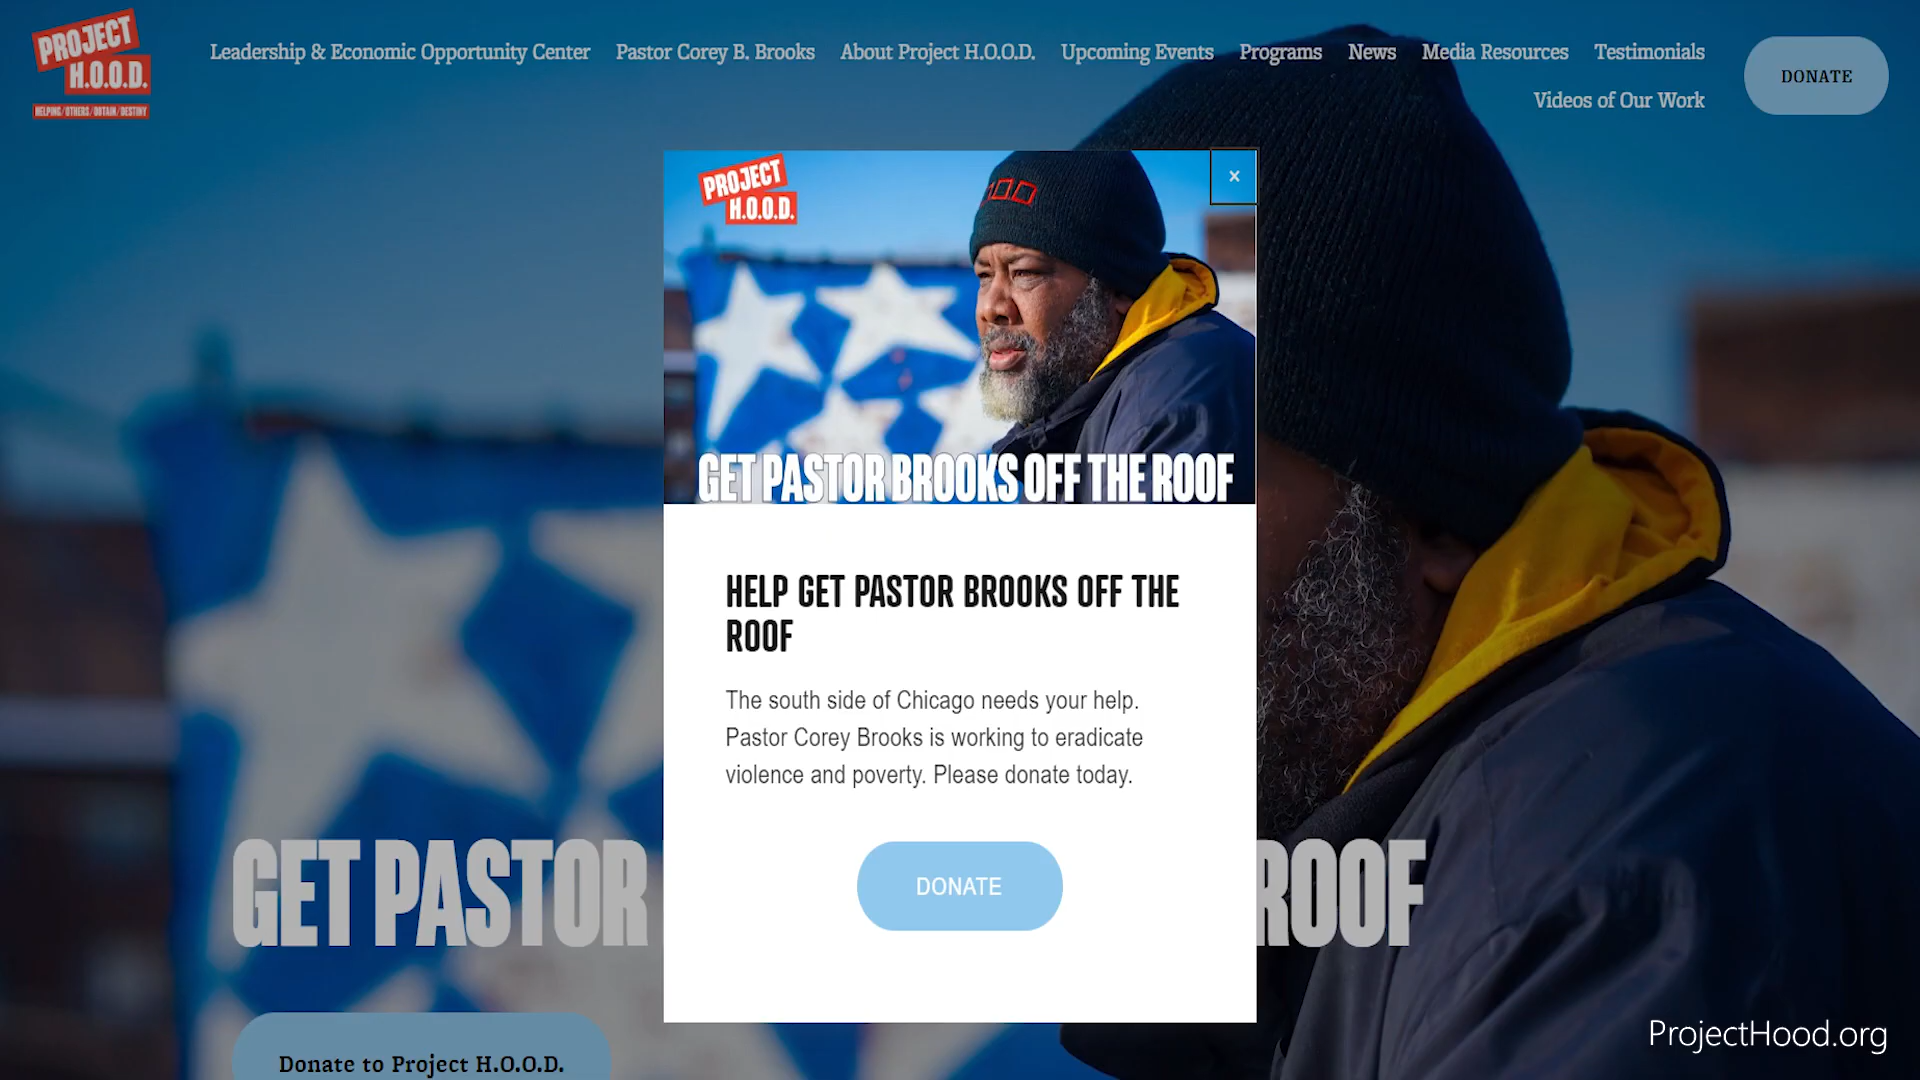 PROJECT
H.O.O.D.
HELPING/OTHERS/OBTAIN/DESTINY
Leadership & Economic Opportunity Center
Pastor Corey B. Brooks
About Project H.O.O.D.
Upcoming Events
Programs
News
Media Resources
Testimonials
Videos of Our Work
DONATE
PROJECT
H.O.O.D.
×
GET PASTOR BROOKS OFF THE ROOF
HELP GET PASTOR BROOKS OFF THE
ROOF
The south side of Chicago needs your help.
Pastor Corey Brooks is working to eradicate
violence and poverty. Please donate today.
DONATE
GET PASTOR
ROOF
Donate to Project H.O.O.D.
ProjectHood.org